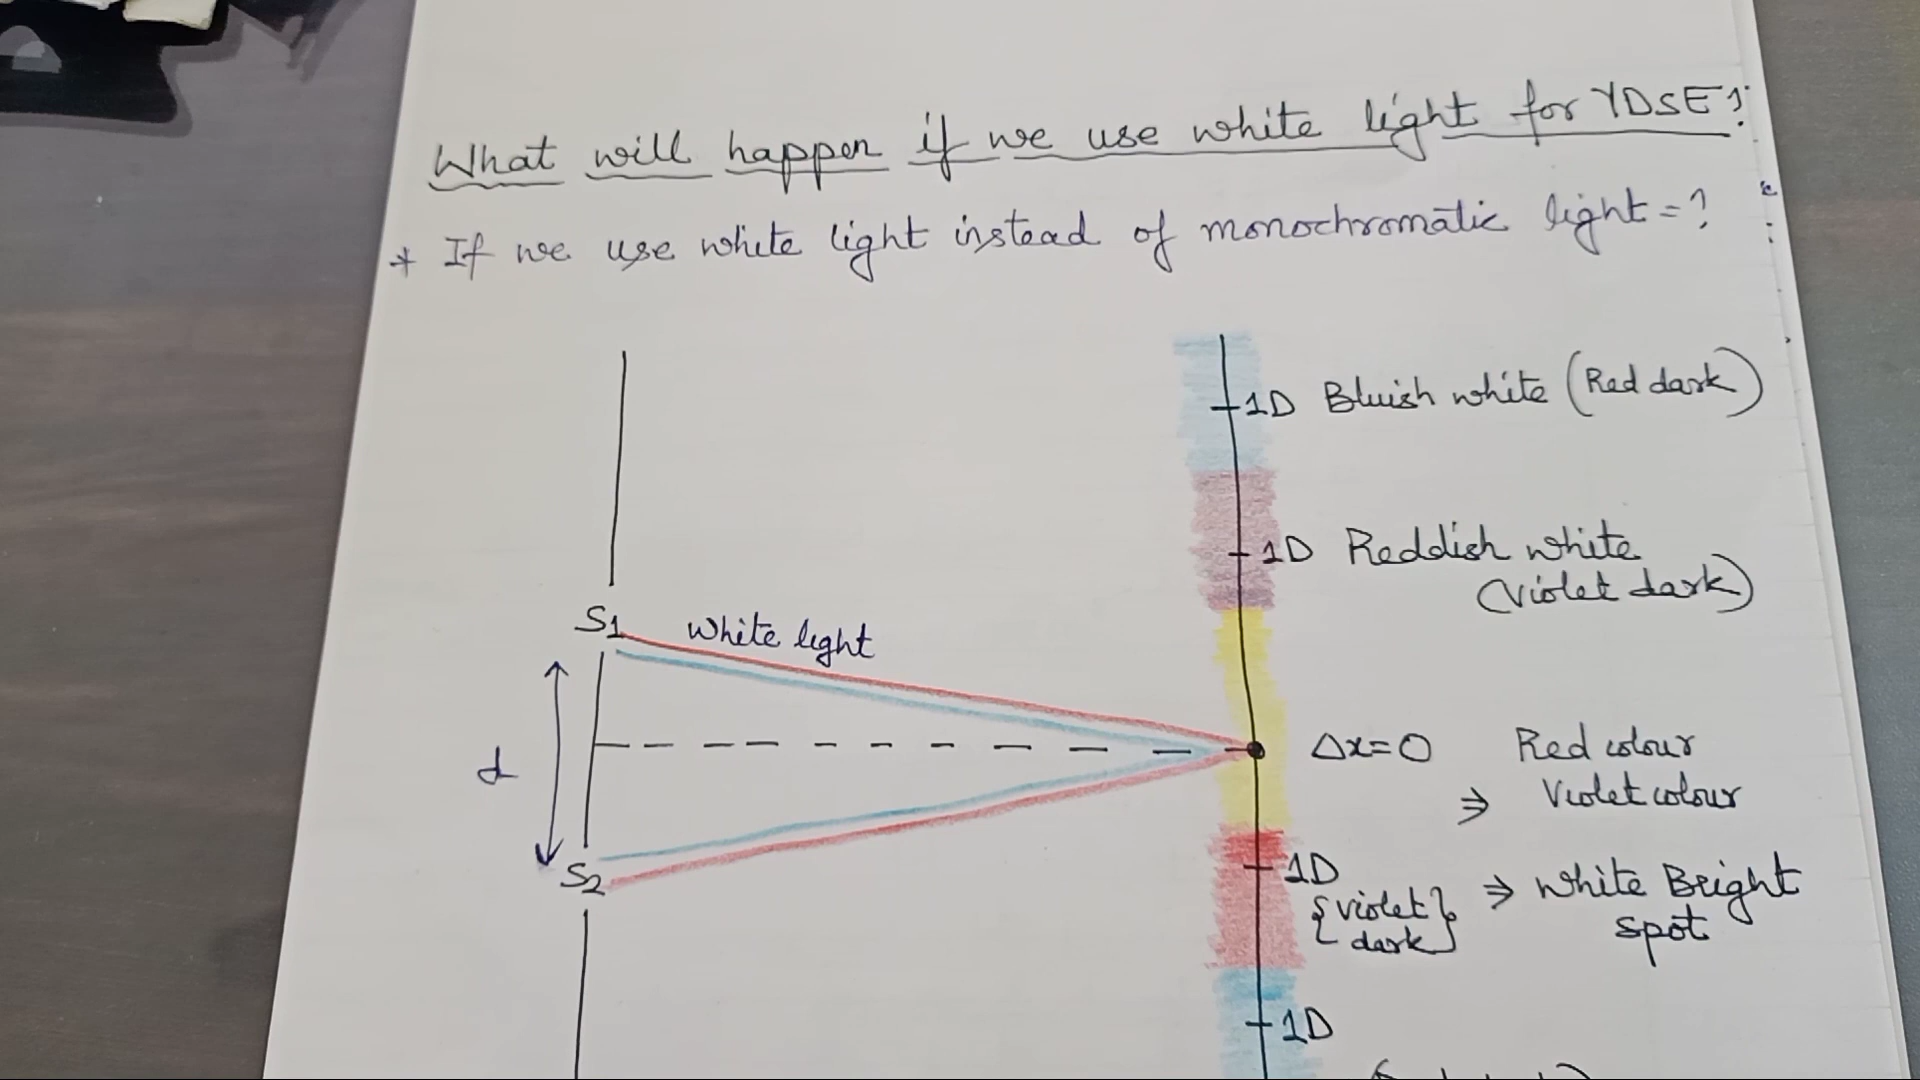 What will happen if we use white light for YDSE?
* If we use white light instead of monochromatic light = ?
1D Bluish white (Red dark)
1D Reddish white
(Violet dark)
S1 White light
d
Δx=0 Red colour
⇒ Violet colour
S2
1D
{violet dark}
⇒ White Bright
spot
1D